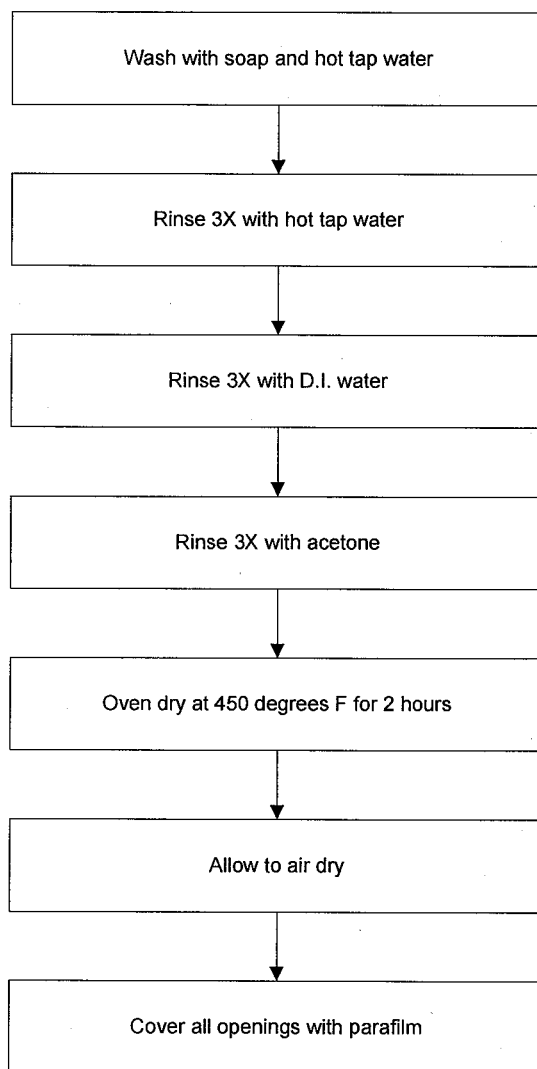 Wash with soap and hot tap water
Rinse 3X with hot tap water
Rinse 3X with D.I. water
Rinse 3X with acetone
Oven dry at 450 degrees F for 2 hours
Allow to air dry
Cover all openings with parafilm